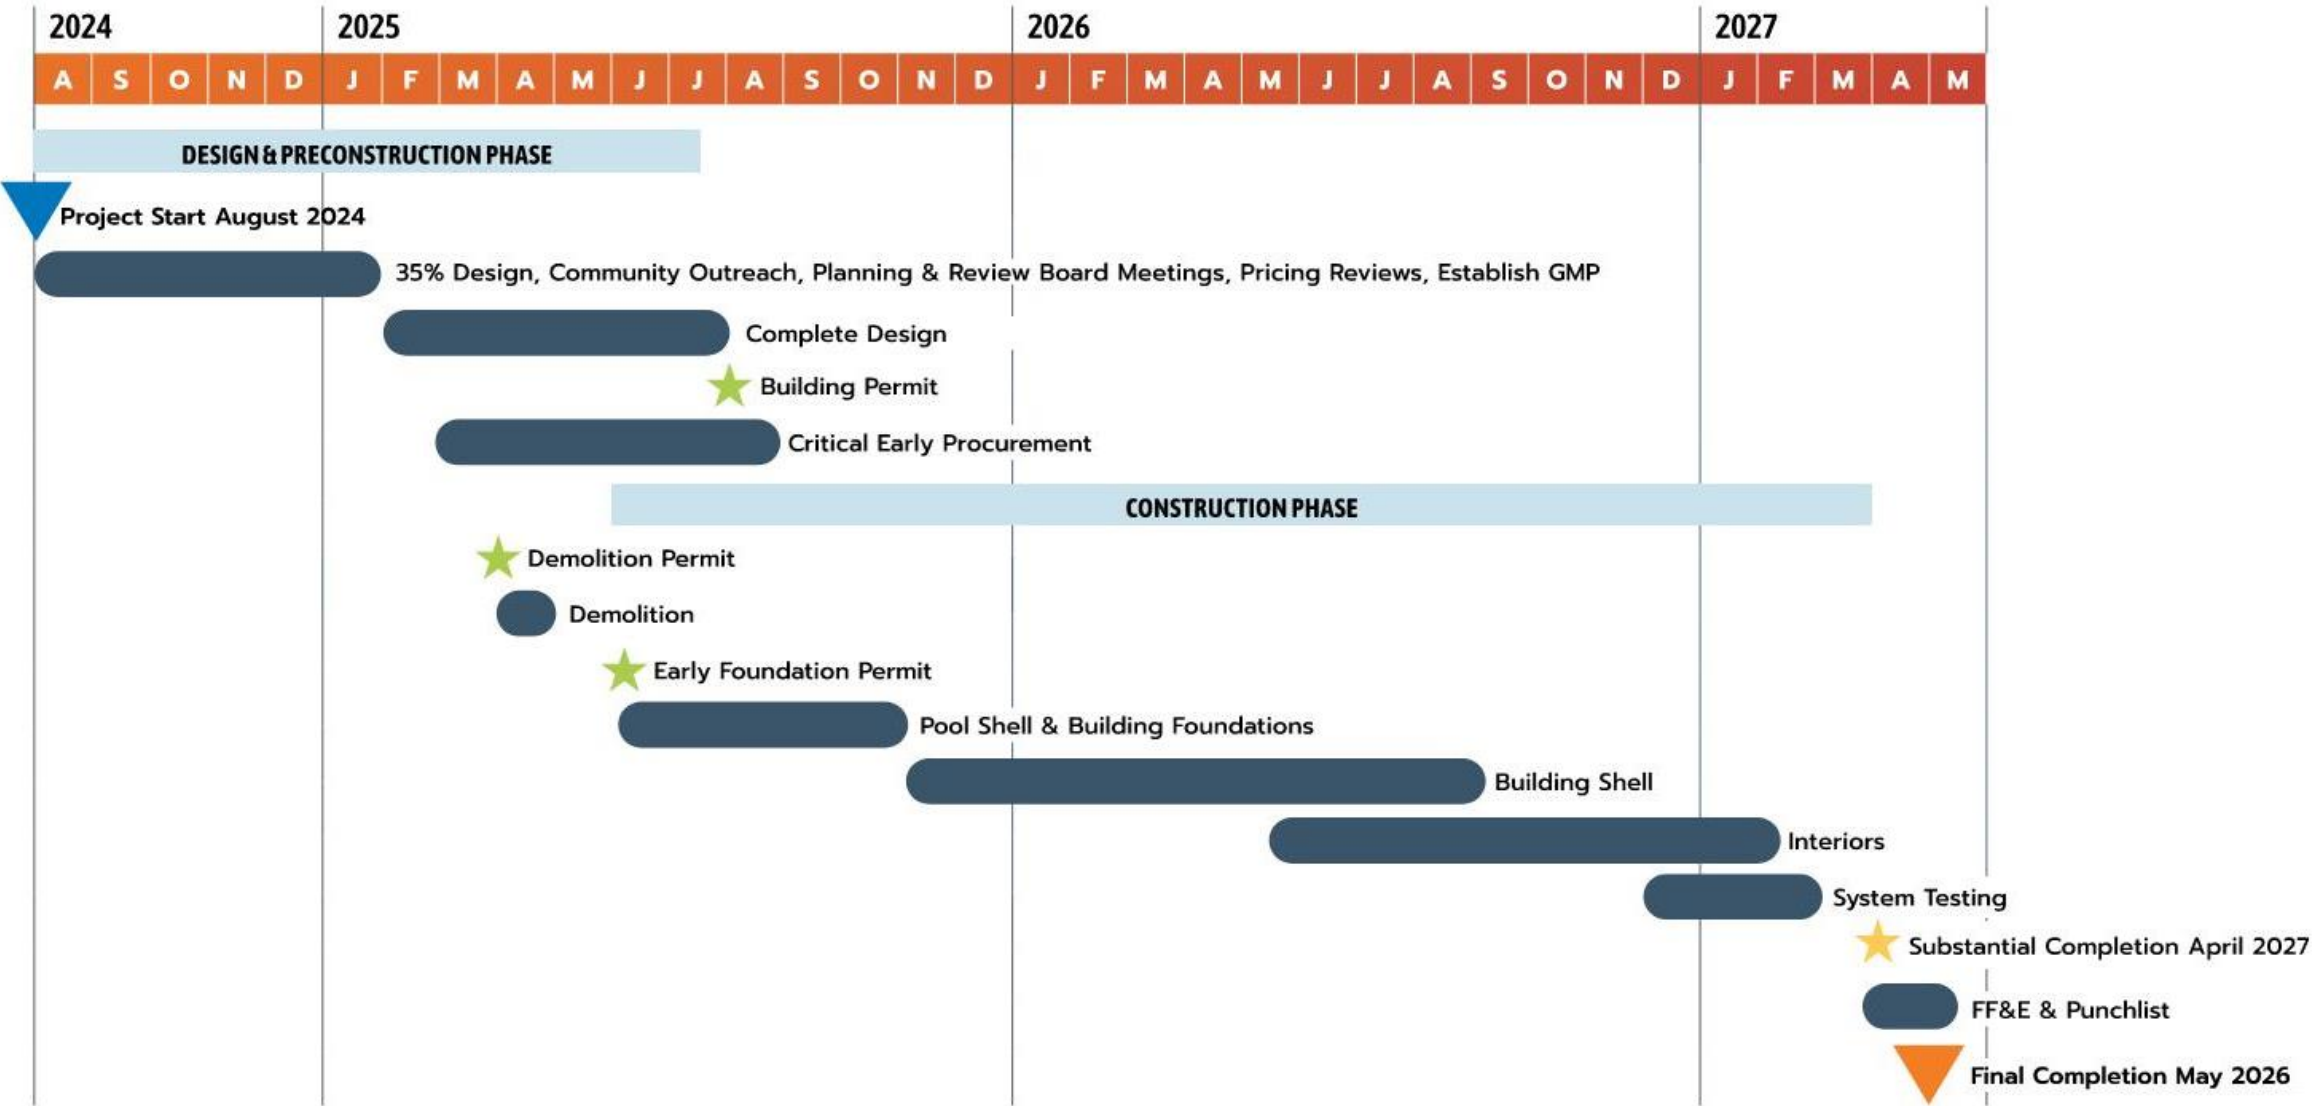 2024 2025 2026 2027
A S O N D J F M A M J J A S O N D J F M A M J J A S O N D J F M A M
DESIGN & PRECONSTRUCTION PHASE
Project Start August 2024
35% Design, Community Outreach, Planning & Review Board Meetings, Pricing Reviews, Establish GMP
Complete Design
Building Permit
Critical Early Procurement
CONSTRUCTION PHASE
Demolition Permit
Demolition
Early Foundation Permit
Pool Shell & Building Foundations
Building Shell
Interiors
System Testing
Substantial Completion April 2027
FF&E & Punchlist
Final Completion May 2026